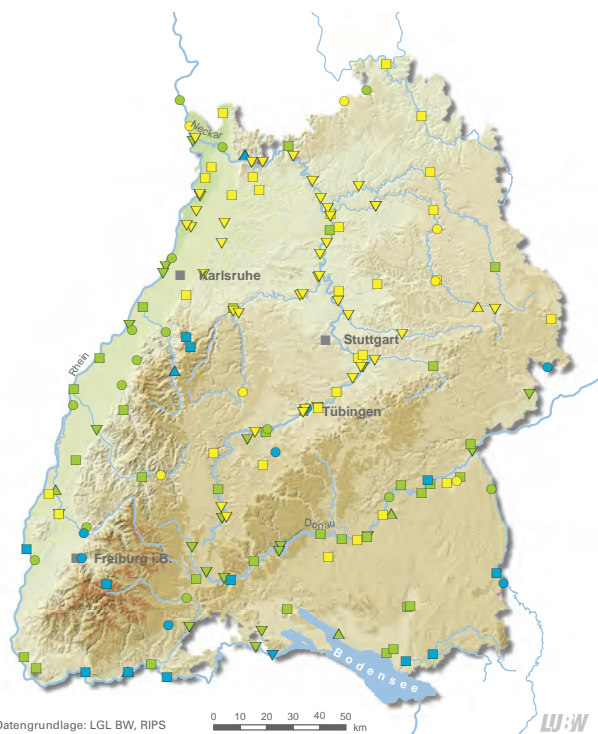 Neckar
Karlsruhe
Stuttgart
Rhein
Tübingen
Donau
Freiburg i.B.
Bodensee
Datengrundlage: LGL BW, RIPS
0 10 20 30 40 50
km
LUBW